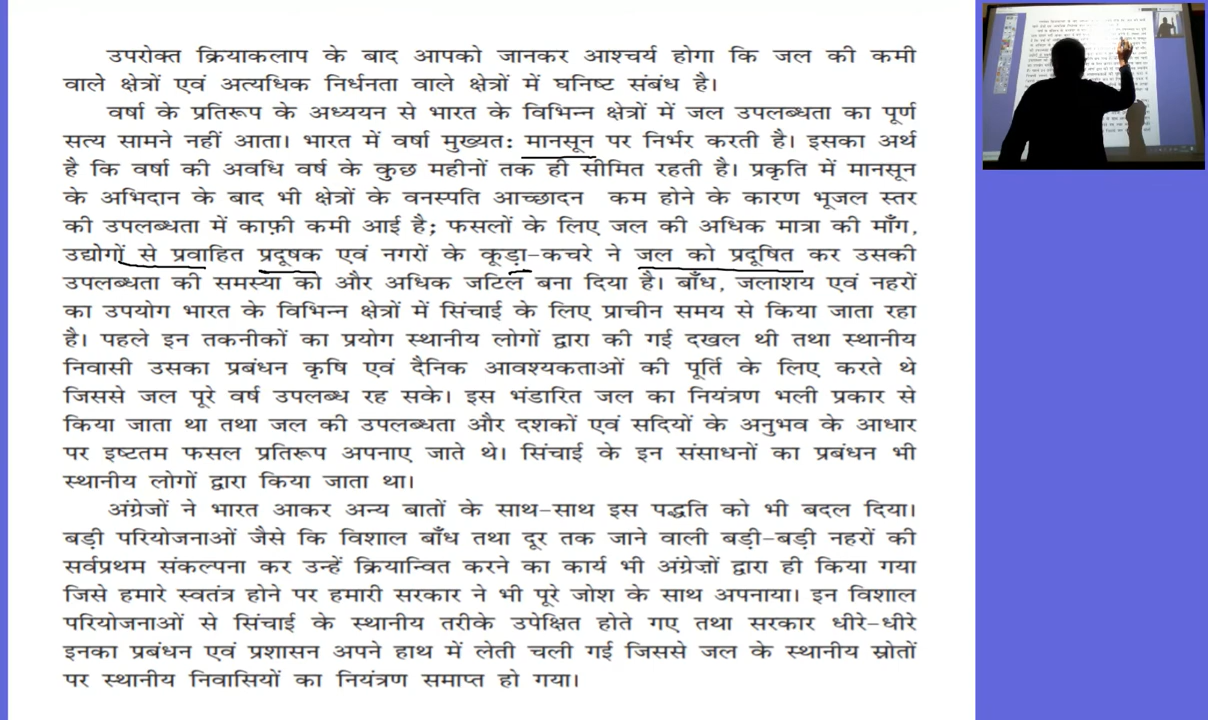 उपरोक्त क्रियाकलाप के बाद आपको जानकर आश्चर्य होगा कि जल की कमी
वाले क्षेत्रों एवं अत्यधिक निर्धनता वाले क्षेत्रों में घनिष्ट संबंध है।
वर्षा के प्रतिरूप के अध्ययन से भारत के विभिन्न क्षेत्रों में जल उपलब्धता का पूर्ण
सत्य सामने नहीं आता। भारत में वर्षा मुख्यत: मानसून पर निर्भर करती है। इसका अर्थ
है कि वर्षा की अवधि वर्ष के कुछ महीनों तक ही सीमित रहती है। प्रकृति में मानसून
के अभिदान के बाद भी क्षेत्रों के वनस्पति आच्छादन कम होने के कारण भूजल स्तर
की उपलब्धता में काफ़ी कमी आई है; फसलों के लिए जल की अधिक मात्रा की माँग,
उद्योगों से प्रवाहित प्रदूषक एवं नगरों के कूड़ा-कचरे ने जल को प्रदूषित कर उसकी
उपलब्धता की समस्या को और अधिक जटिल बना दिया है। बाँध, जलाशय एवं नहरों
का उपयोग भारत के विभिन्न क्षेत्रों में सिंचाई के लिए प्राचीन समय से किया जाता रहा
है। पहले इन तकनीकों का प्रयोग स्थानीय लोगों द्वारा की गई दखल थी तथा स्थानीय
निवासी उसका प्रबंधन कृषि एवं दैनिक आवश्यकताओं की पूर्ति के लिए करते थे
जिससे जल पूरे वर्ष उपलब्ध रह सके। इस भंडारित जल का नियंत्रण भली प्रकार से
किया जाता था तथा जल की उपलब्धता और दशकों एवं सदियों के अनुभव के आधार
पर इष्टतम फसल प्रतिरूप अपनाए जाते थे। सिंचाई के इन संसाधनों का प्रबंधन भी
स्थानीय लोगों द्वारा किया जाता था।
अंग्रेजों ने भारत आकर अन्य बातों के साथ-साथ इस पद्धति को भी बदल दिया।
बड़ी परियोजनाओं जैसे कि विशाल बाँध तथा दूर तक जाने वाली बड़ी-बड़ी नहरों की
सर्वप्रथम संकल्पना कर उन्हें क्रियान्वित करने का कार्य भी अंग्रेज़ों द्वारा ही किया गया
जिसे हमारे स्वतंत्र होने पर हमारी सरकार ने भी पूरे जोश के साथ अपनाया। इन विशाल
परियोजनाओं से सिंचाई के स्थानीय तरीके उपेक्षित होते गए तथा सरकार धीरे-धीरे
इनका प्रबंधन एवं प्रशासन अपने हाथ में लेती चली गई जिससे जल के स्थानीय स्रोतों
पर स्थानीय निवासियों का नियंत्रण समाप्त हो गया।